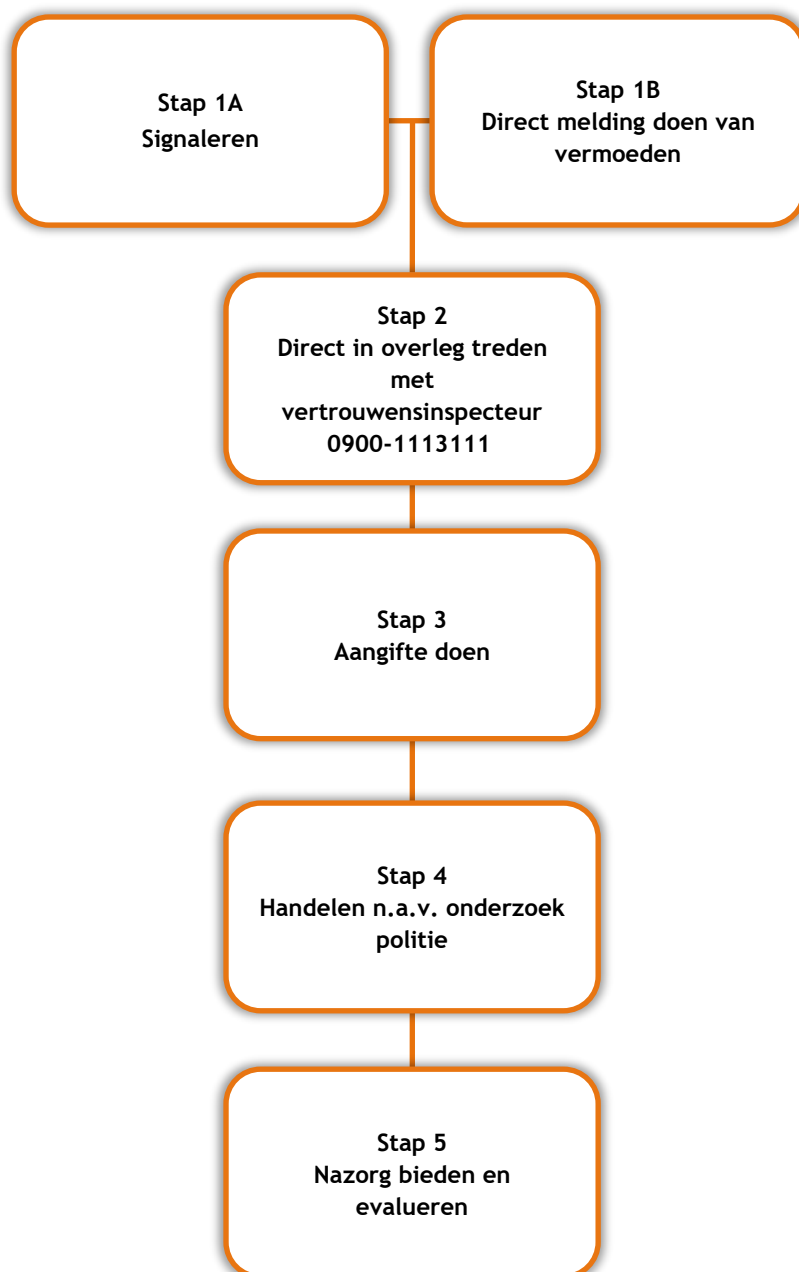 Stap 1A
Signaleren
Stap 1B
Direct melding doen van
vermoeden
Stap 2
Direct in overleg treden
met
vertrouwensinspecteur
0900-1113111
Stap 3
Aangifte doen
Stap 4
Handelen n.a.v. onderzoek
politie
Stap 5
Nazorg bieden en
evalueren